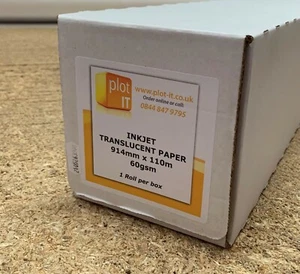 plot
IT
www.plot-it.co.uk
Order online or call:
0844 847 9795
INKJET
TRANSLUCENT PAPER
914mm x 110m
60gsm
1 Roll per box